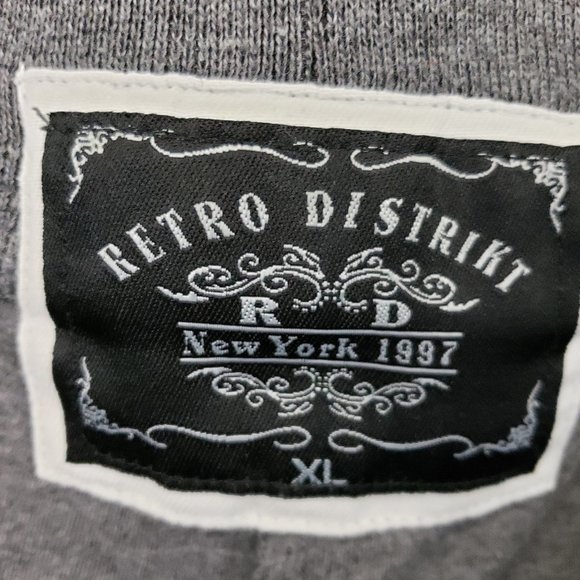 RETRO DISTRIKT
R D
New York 1997
XL